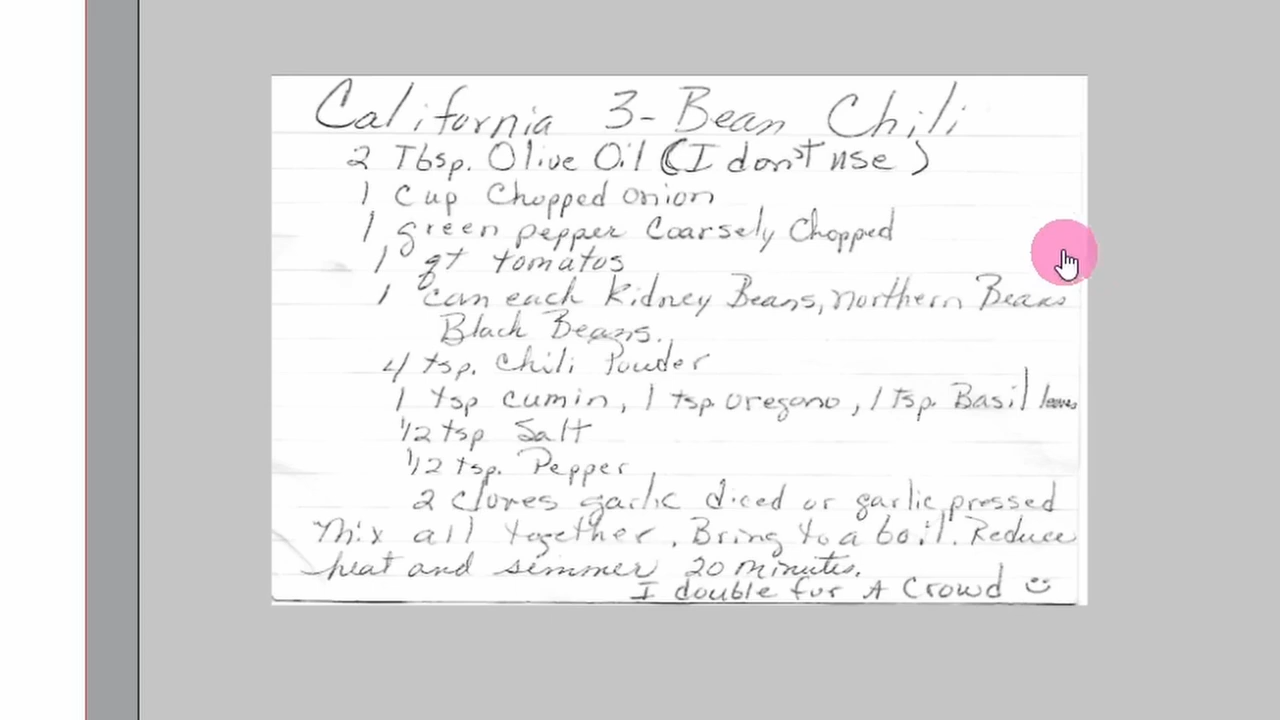 California 3-Bean Chili
2 Tbsp. Olive Oil (I don't use)
1 Cup Chopped onion
1 green pepper Coarsely Chopped
1 qt tomatos
1 can each Kidney Beans, northern Beans
Black Beans.
4 tsp. Chili Powder
1 tsp cumin, 1 tsp oregano, 1 tsp. Basil leaves
1/2 tsp Salt
1/2 tsp. Pepper
2 cloves garlic diced or garlic pressed
Mix all together. Bring to a boil. Reduce
heat and simmer 20 minutes.
I double for A Crowd